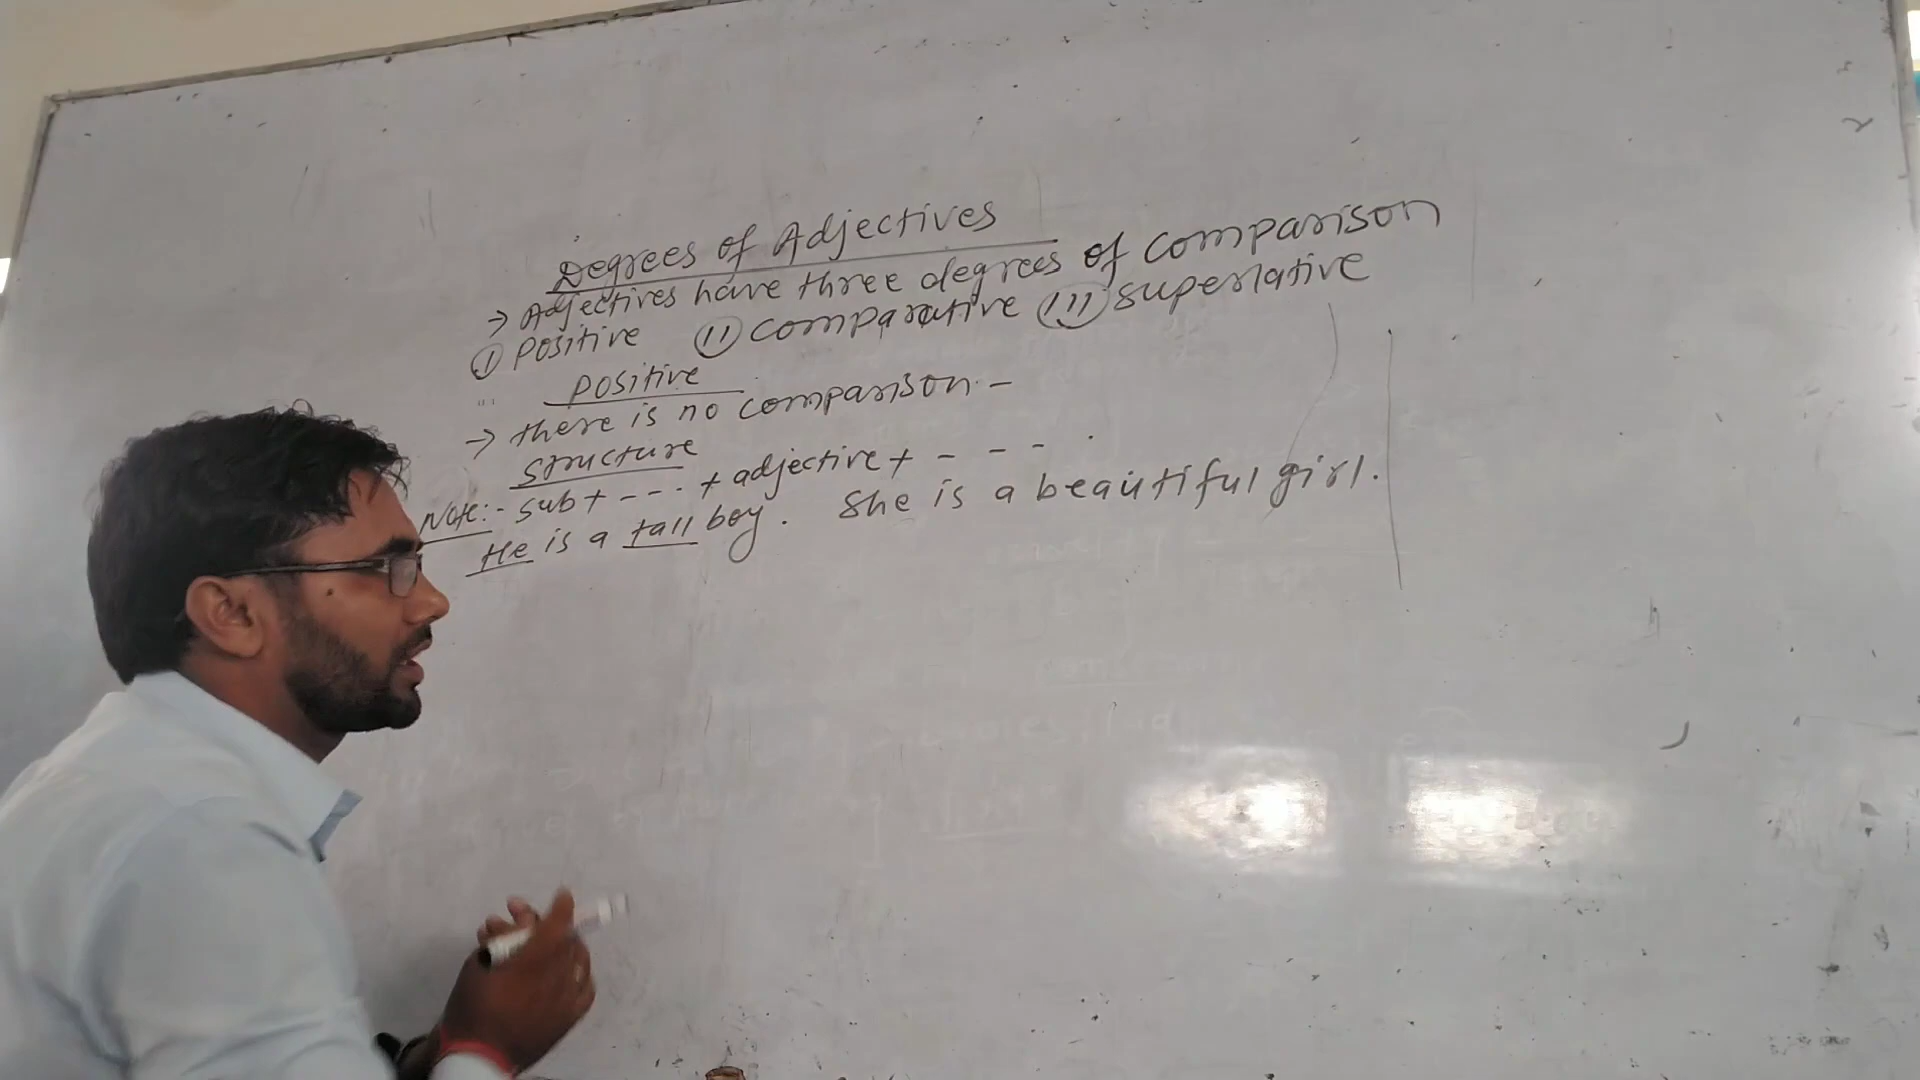 Degrees of Adjectives
→ Adjectives have three degrees of comparison
(I) positive (II) comparative (III) superlative
positive
→ there is no comparison. -
structure
Note:- sub + --- + adjective + - - - .
He is a tall boy. She is a beautiful girl.